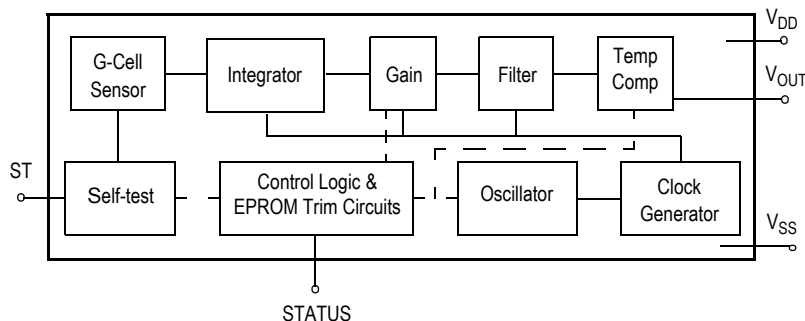 V_DD
G-Cell
Sensor
Integrator
Gain
Filter
Temp
Comp
V_OUT
ST
Self-test
Control Logic &
EPROM Trim Circuits
Oscillator
Clock
Generator
V_SS
STATUS